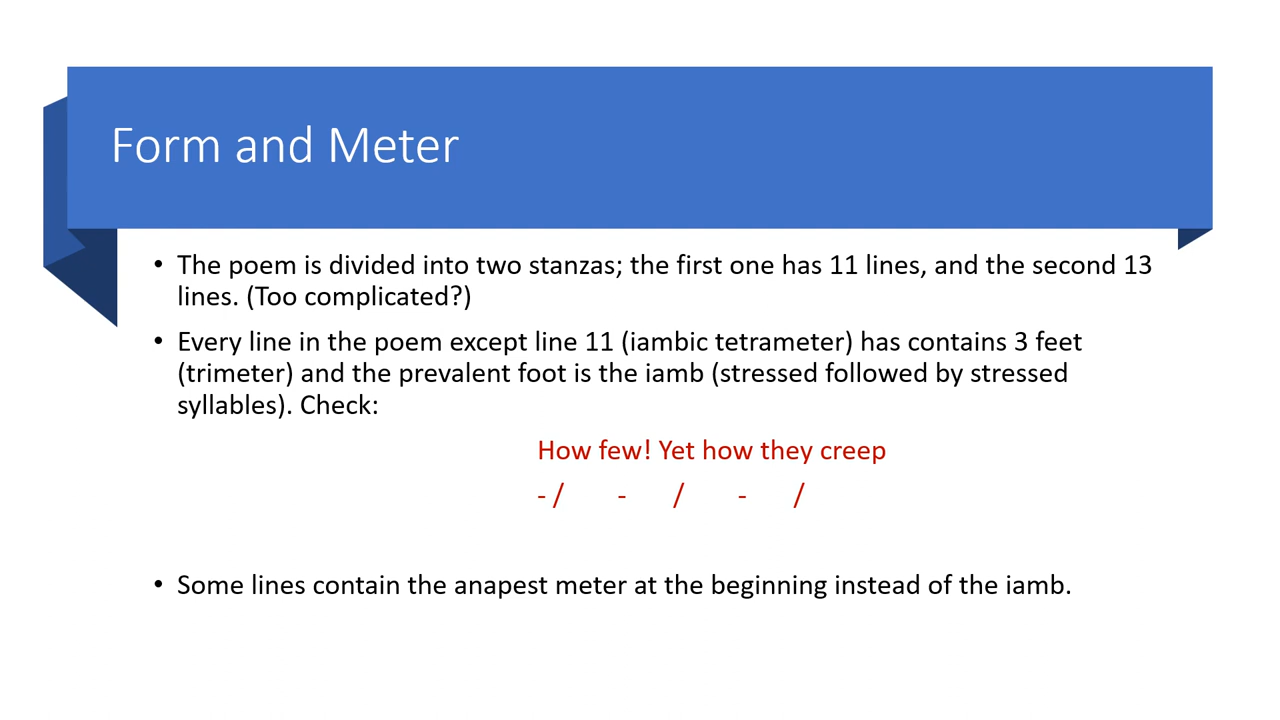 Form and Meter
• The poem is divided into two stanzas; the first one has 11 lines, and the second 13
lines. (Too complicated?)
• Every line in the poem except line 11 (iambic tetrameter) has contains 3 feet
(trimeter) and the prevalent foot is the iamb (stressed followed by stressed
syllables). Check:
How few! Yet how they creep
- / - / - /
• Some lines contain the anapest meter at the beginning instead of the iamb.